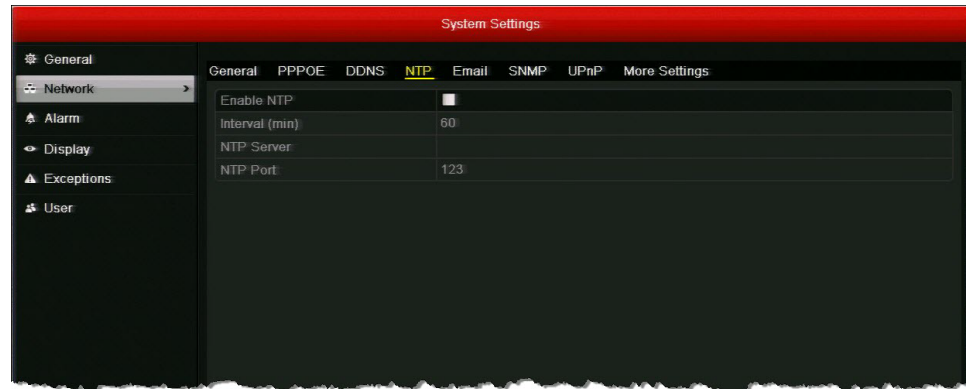 System Settings
General
Network
Alarm
Display
Exceptions
User
General PPPOE DDNS NTP Email SNMP UPnP More Settings
Enable NTP
Interval (min) 60
NTP Server
NTP Port 123